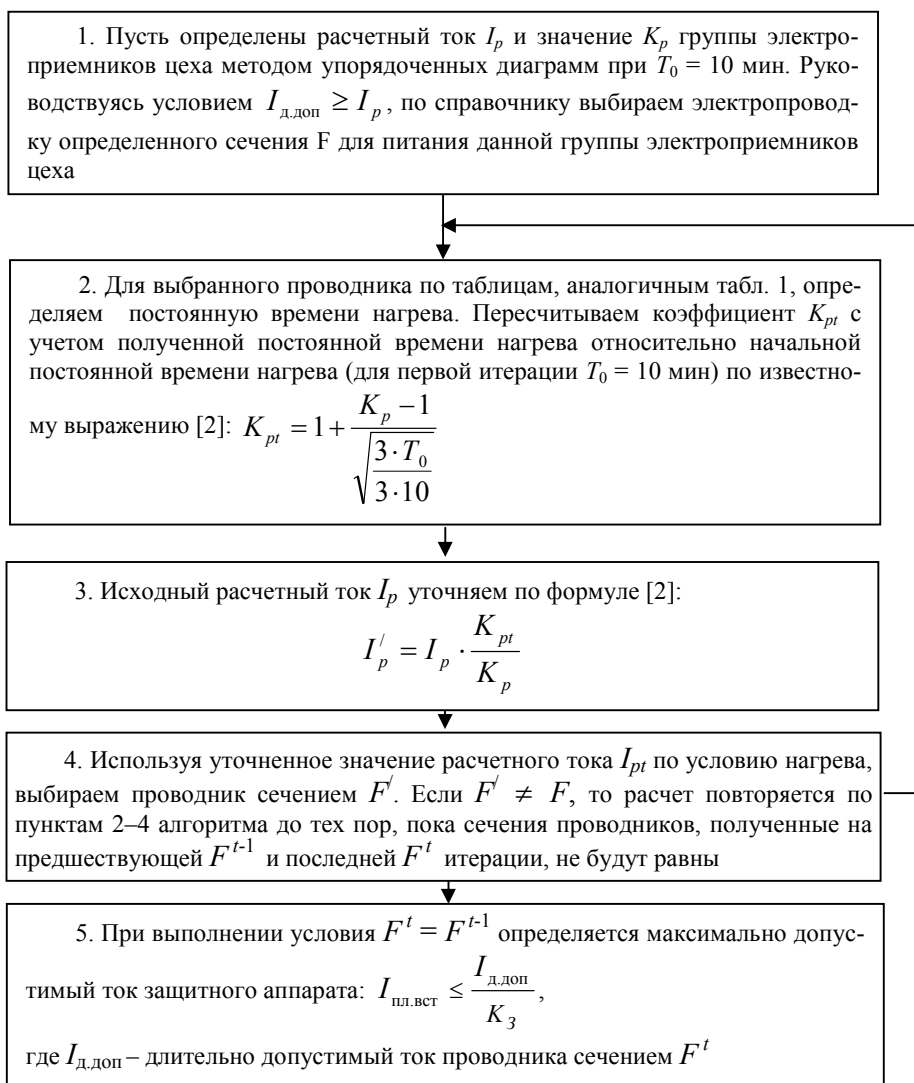 1. Пусть определены расчетный ток I_p и значение K_p группы электро-
приемников цеха методом упорядоченных диаграмм при T_0 = 10 мин. Руко-
водствуясь условием I_д.доп ≥ I_p, по справочнику выбираем электропровод-
ку определенного сечения F для питания данной группы электроприемников
цеха
2. Для выбранного проводника по таблицам, аналогичным табл. 1, опре-
деляем постоянную времени нагрева. Пересчитываем коэффициент K_pt с
учетом полученной постоянной времени нагрева относительно начальной
постоянной времени нагрева (для первой итерации T_0 = 10 мин) по известно-
му выражению [2]: K_pt = 1 + (K_p − 1) / √((3 · T_0) / (3 · 10))
3. Исходный расчетный ток I_p уточняем по формуле [2]:
I_p^/ = I_p · K_pt / K_p
4. Используя уточненное значение расчетного тока I_pt по условию нагрева,
выбираем проводник сечением F^/. Если F^/ ≠ F, то расчет повторяется по
пунктам 2–4 алгоритма до тех пор, пока сечения проводников, полученные на
предшествующей F^t-1 и последней F^t итерации, не будут равны
5. При выполнении условия F^t = F^t-1 определяется максимально допус-
тимый ток защитного аппарата: I_пл.вст ≤ I_д.доп / K_З,
где I_д.доп – длительно допустимый ток проводника сечением F^t